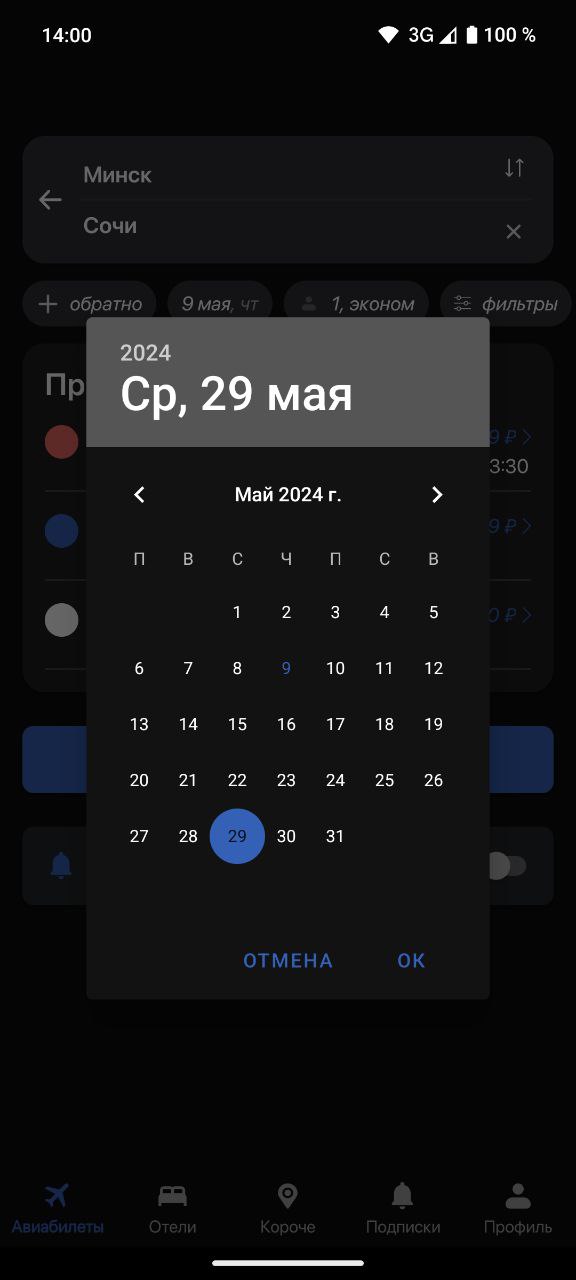 14:00 3G 100 %
Минск
Сочи
обратно 9 мая, чт 1, эконом фильтры
2024
Ср, 29 мая
9 ₽
3:30
Май 2024 г.
9 ₽
П В С Ч П С В
1 2 3 4 5
0 ₽
6 7 8 9 10 11 12
13 14 15 16 17 18 19
20 21 22 23 24 25 26
27 28 29 30 31
ОТМЕНА ОК
Авиабилеты Отели Короче Подписки Профиль